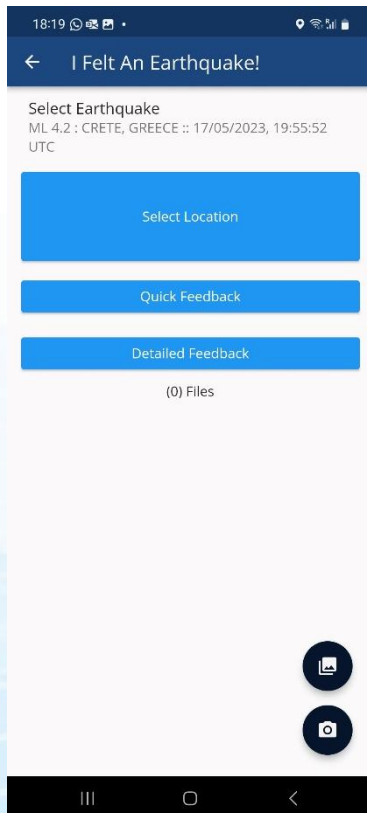 18:19
I Felt An Earthquake!
Select Earthquake
ML 4.2 : CRETE, GREECE :: 17/05/2023, 19:55:52
UTC
Select Location
Quick Feedback
Detailed Feedback
(0) Files